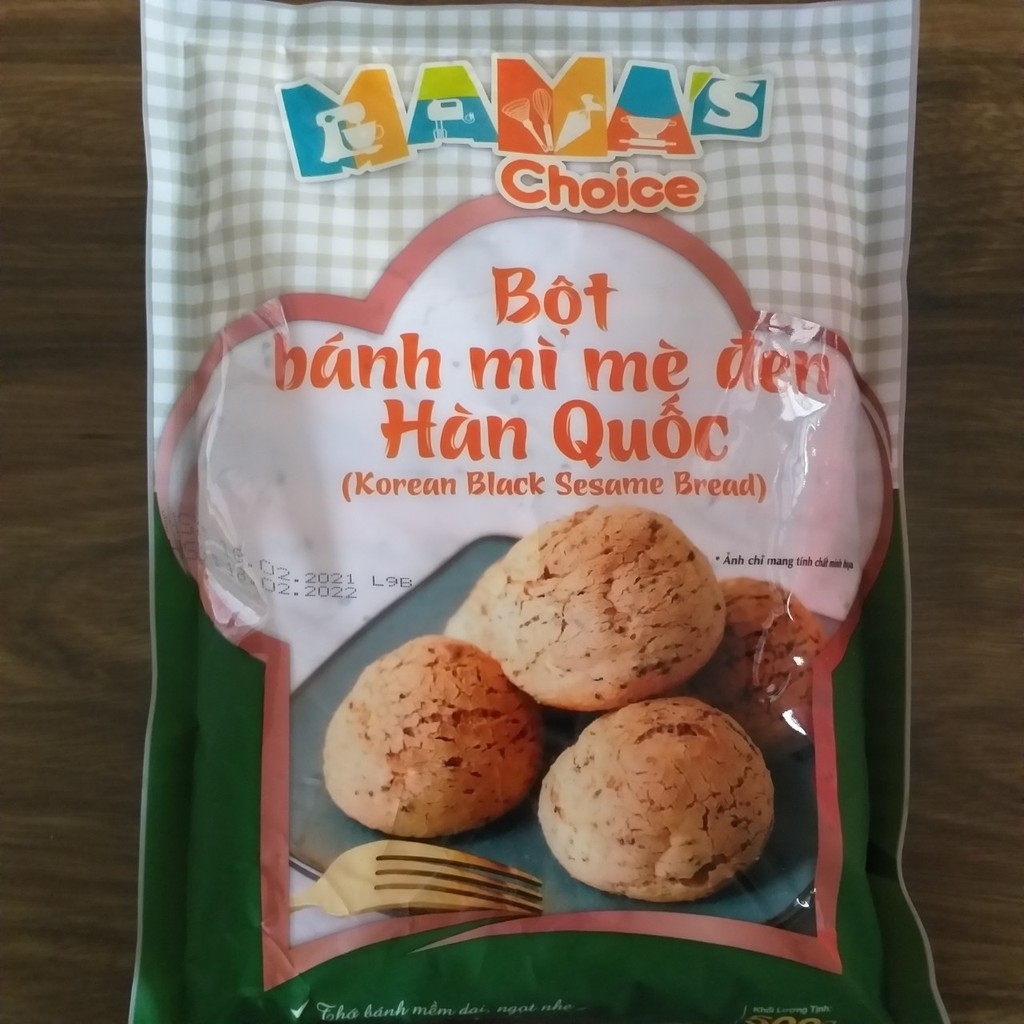 MAMA'S
Choice
Bột
bánh mì mè đen
Hàn Quốc
(Korean Black Sesame Bread)
* Ảnh chỉ mang tính chất minh họa
02.2021 L9B
02.2022
✓ Thớ bánh mềm dai, ngọt nhẹ
Khối Lượng Tịnh: